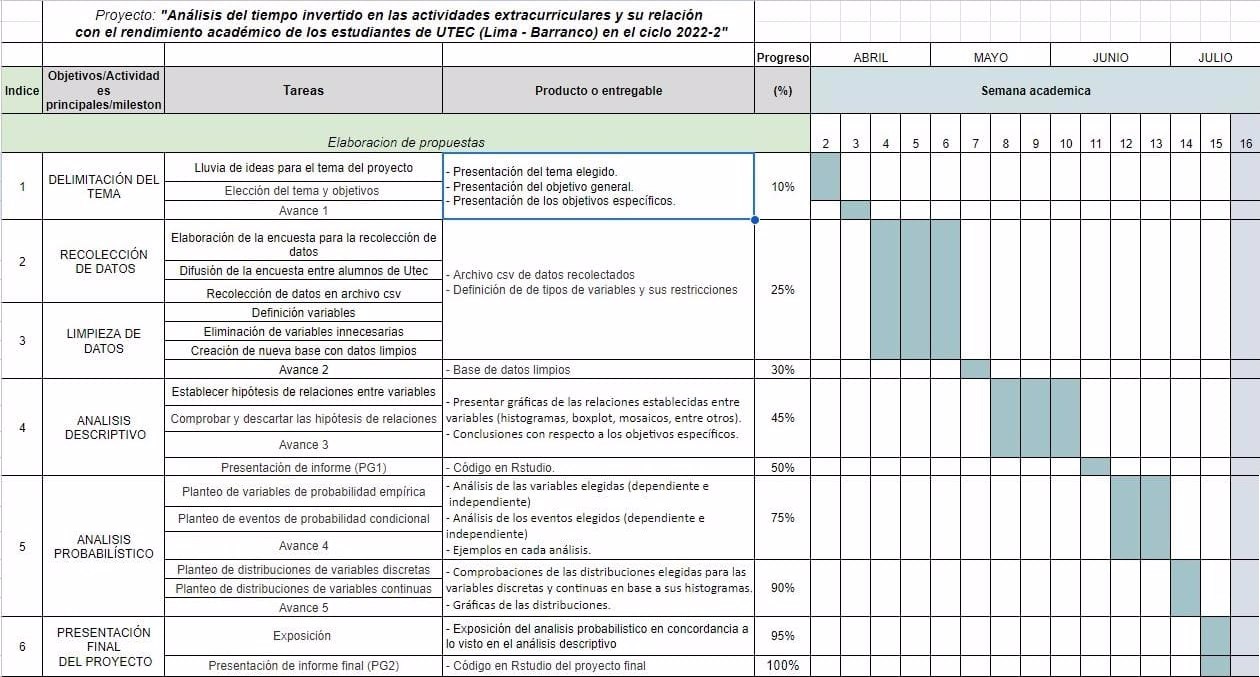 Proyecto: "Análisis del tiempo invertido en las actividades extracurriculares y su relación
con el rendimiento académico de los estudiantes de UTEC (Lima - Barranco) en el ciclo 2022-2"
Progreso ABRIL MAYO JUNIO JULIO
Indice
Objetivos/Actividad
es
principales/mileston
Tareas
Producto o entregable
(%)
Semana academica
Elaboracion de propuestas
2 3 4 5 6 7 8 9 10 11 12 13 14 15 16
1
DELIMITACIÓN DEL
TEMA
Lluvia de ideas para el tema del proyecto
Elección del tema y objetivos
Avance 1
- Presentación del tema elegido.
- Presentación del objetivo general.
- Presentación de los objetivos específicos.
10%
2
RECOLECCIÓN
DE DATOS
Elaboración de la encuesta para la recolección de
datos
Difusión de la encuesta entre alumnos de Utec
Recolección de datos en archivo csv
- Archivo csv de datos recolectados
- Definición de de tipos de variables y sus restricciones
25%
3
LIMPIEZA DE
DATOS
Definición variables
Eliminación de variables innecesarias
Creación de nueva base con datos limpios
Avance 2
- Base de datos limpios
30%
4
ANALISIS
DESCRIPTIVO
Establecer hipótesis de relaciones entre variables
Comprobar y descartar las hipótesis de relaciones
Avance 3
- Presentar gráficas de las relaciones establecidas entre
variables (histogramas, boxplot, mosaicos, entre otros).
- Conclusiones con respecto a los objetivos específicos.
45%
Presentación de informe (PG1)
- Código en Rstudio.
50%
5
ANALISIS
PROBABILÍSTICO
Planteo de variables de probabilidad empírica
Planteo de eventos de probabilidad condicional
Avance 4
- Análisis de las variables elegidas (dependiente e
independiente)
- Análisis de los eventos elegidos (dependiente e
independiente)
- Ejemplos en cada análisis.
75%
Planteo de distribuciones de variables discretas
Planteo de distribuciones de variables continuas
Avance 5
- Comprobaciones de las distribuciones elegidas para las
variables discretas y continuas en base a sus histogramas.
- Gráficas de las distribuciones.
90%
6
PRESENTACIÓN
FINAL
DEL PROYECTO
Exposición
- Exposición del analisis probabilistico en concordancia a
lo visto en el análisis descriptivo
95%
Presentación de informe final (PG2)
- Código en Rstudio del proyecto final
100%